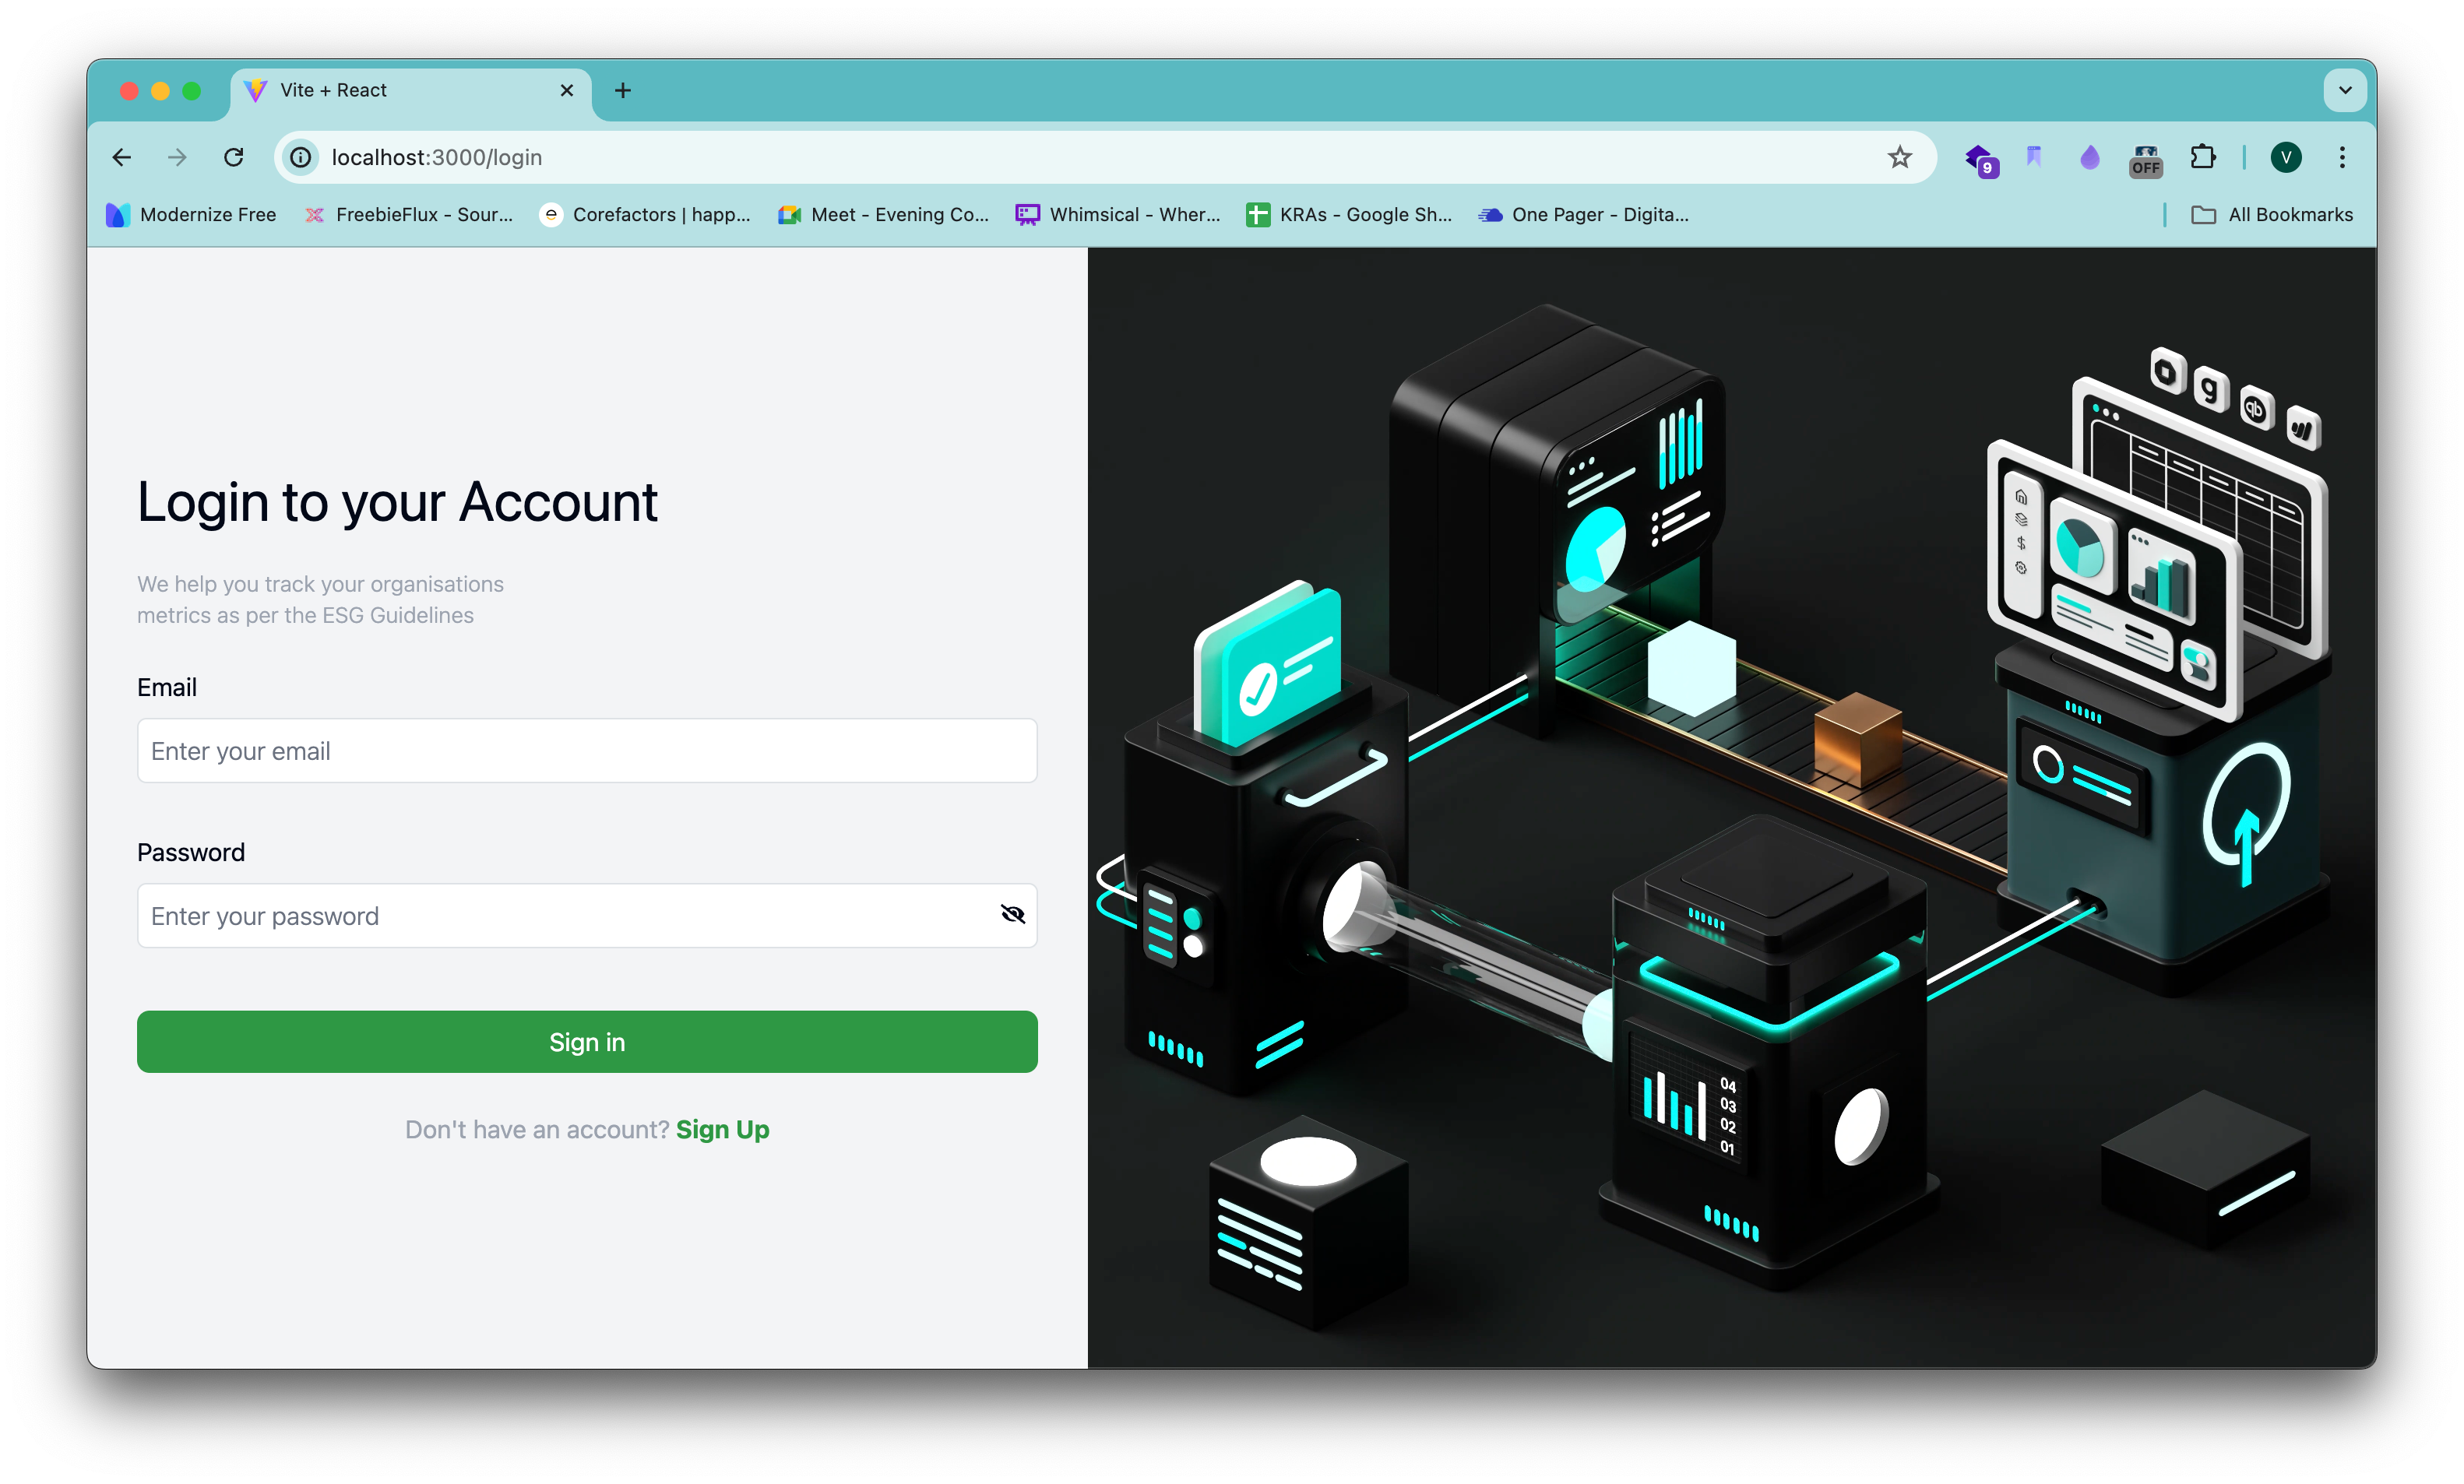 Vite + React
localhost:3000/login
9
OFF
V
Modernize Free
FreebieFlux - Sour...
Corefactors | happ...
Meet - Evening Co...
Whimsical - Wher...
KRAs - Google Sh...
One Pager - Digita...
All Bookmarks
Login to your Account
We help you track your organisations
metrics as per the ESG Guidelines
Email
Enter your email
Password
Enter your password
Sign in
Don't have an account? Sign Up
g
qb
$
04
03
02
01